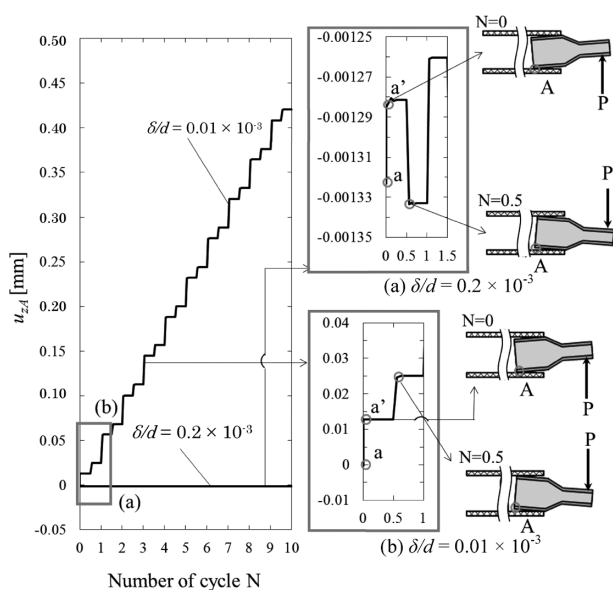 0.50
0.45
0.40
0.35
0.30
0.25
0.20
0.15
0.10
0.05
0
-0.05
u_zA [mm]
0 1 2 3 4 5 6 7 8 9 10
Number of cycle N
δ/d = 0.01 × 10⁻³
δ/d = 0.2 × 10⁻³
(b)
(a)
-0.00125
-0.00127
-0.00129
-0.00131
-0.00133
-0.00135
0 0.5 1 1.5
a'
a
N=0
A
P
N=0.5
P
A
(a) δ/d = 0.2 × 10⁻³
0.04
0.03
0.02
0.01
0
-0.01
0 0.5 1
a'
a
N=0
A
P
N=0.5
P
A
(b) δ/d = 0.01 × 10⁻³